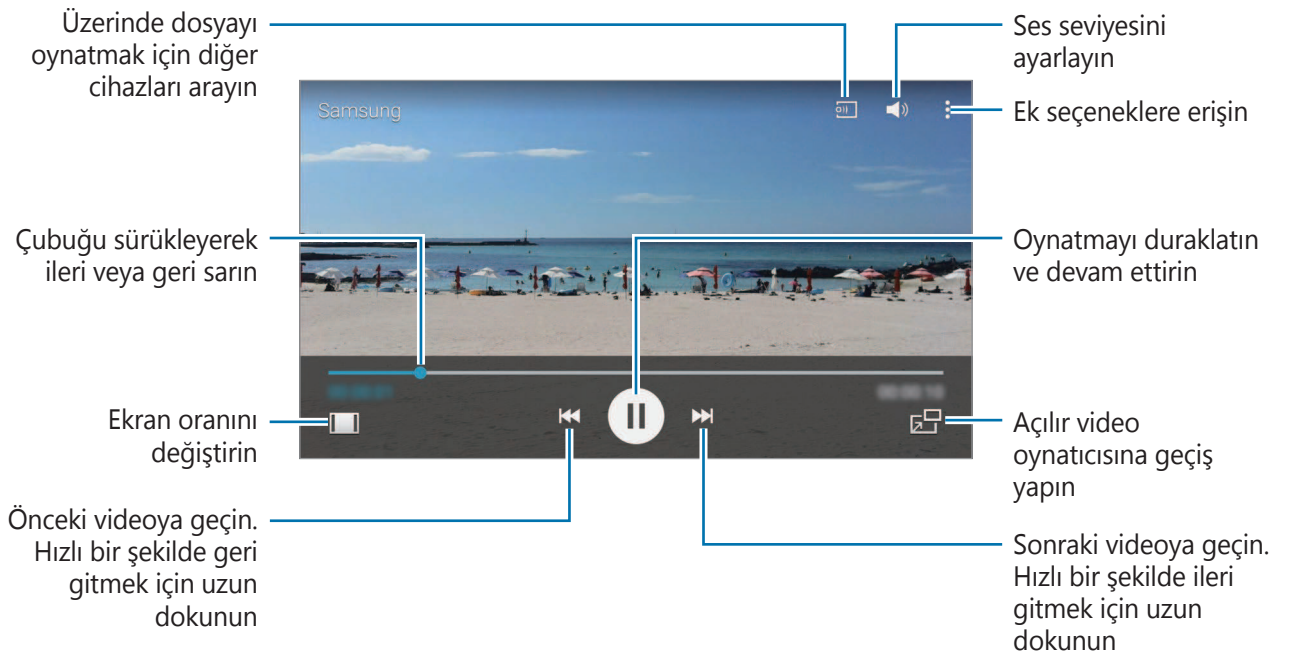 Üzerinde dosyayı
oynatmak için diğer
cihazları arayın
Ses seviyesini
ayarlayın
Ek seçeneklere erişin
Samsung
Çubuğu sürükleyerek
ileri veya geri sarın
Oynatmayı duraklatın
ve devam ettirin
Ekran oranını
değiştirin
Açılır video
oynatıcısına geçiş
yapın
Önceki videoya geçin.
Hızlı bir şekilde geri
gitmek için uzun
dokunun
Sonraki videoya geçin.
Hızlı bir şekilde ileri
gitmek için uzun
dokunun